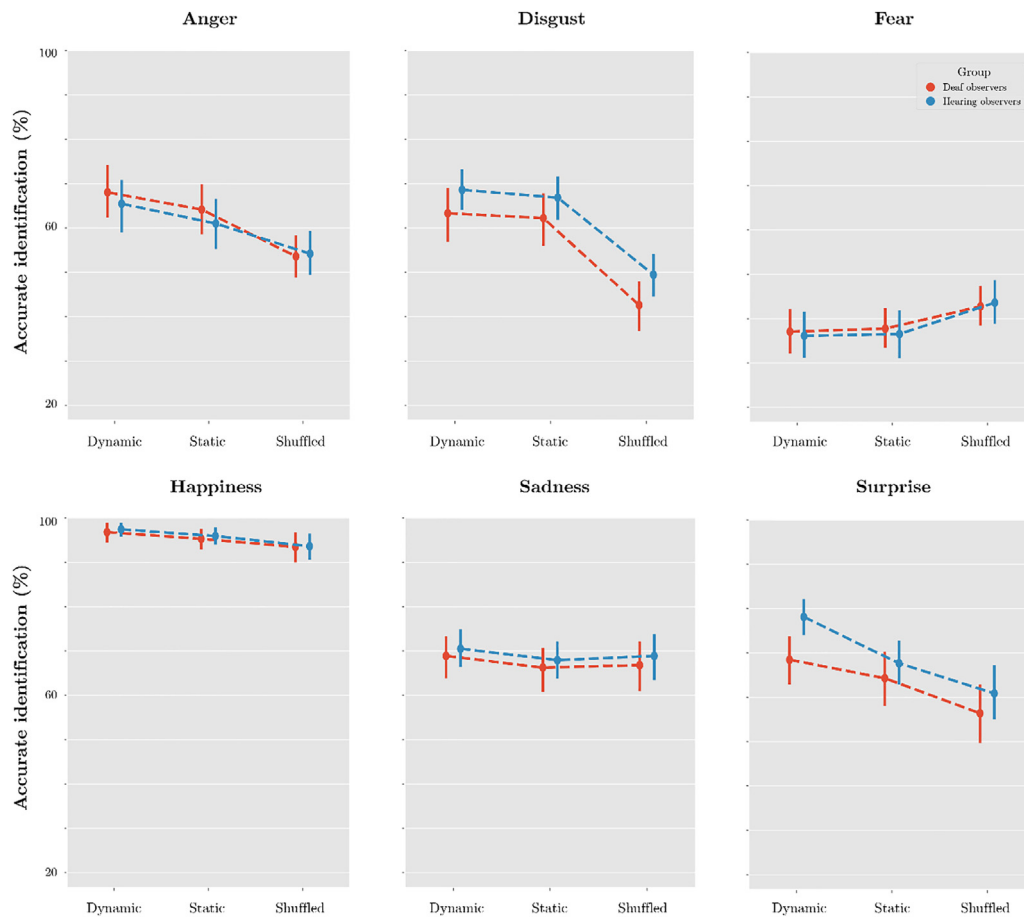 Anger Disgust Fear
100
Group
Deaf observers
Hearing observers
Accurate identification (%)
60
20
Dynamic Static Shuffled Dynamic Static Shuffled Dynamic Static Shuffled
Happiness Sadness Surprise
100
Accurate identification (%)
60
20
Dynamic Static Shuffled Dynamic Static Shuffled Dynamic Static Shuffled